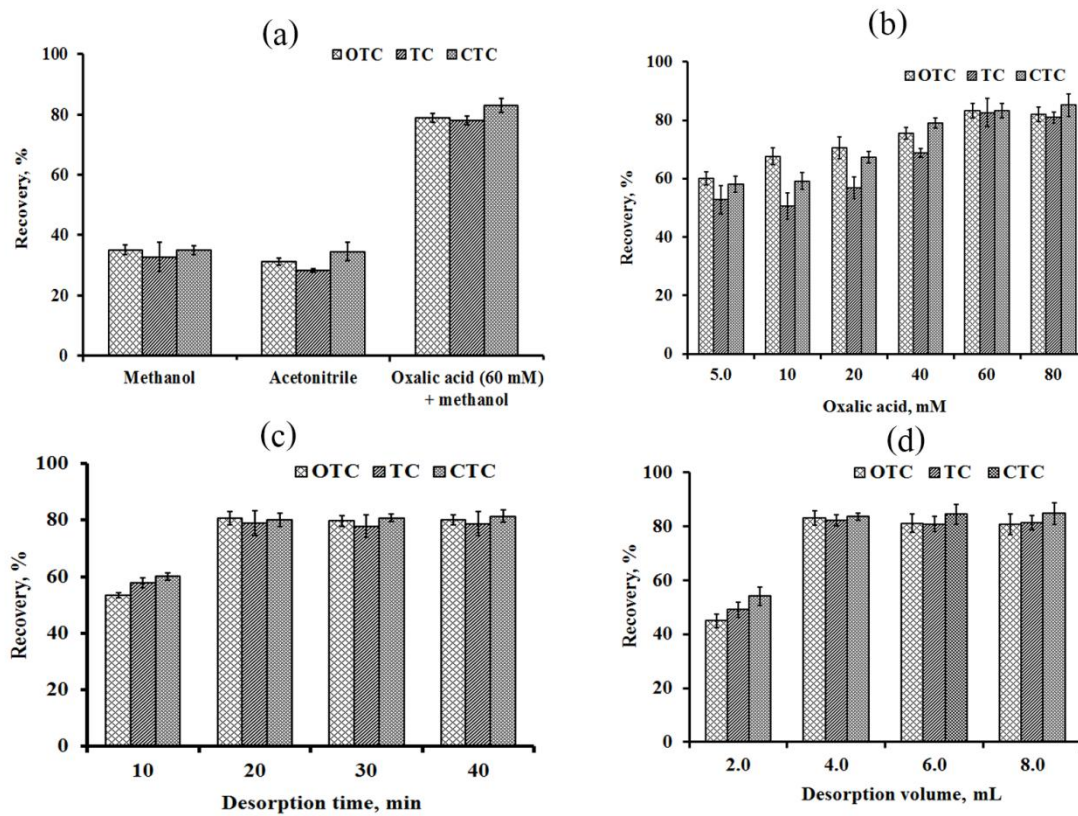 (a)
OTC TC CTC
100
80
60
40
20
0
Recovery, %
Methanol Acetonitrile Oxalic acid (60 mM)
+ methanol
(b)
OTC TC CTC
100
80
60
40
20
0
Recovery, %
5.0 10 20 40 60 80
Oxalic acid, mM
(c)
OTC TC CTC
100
80
60
40
20
0
Recovery, %
10 20 30 40
Desorption time, min
(d)
OTC TC CTC
100
80
60
40
20
0
Recovery, %
2.0 4.0 6.0 8.0
Desorption volume, mL